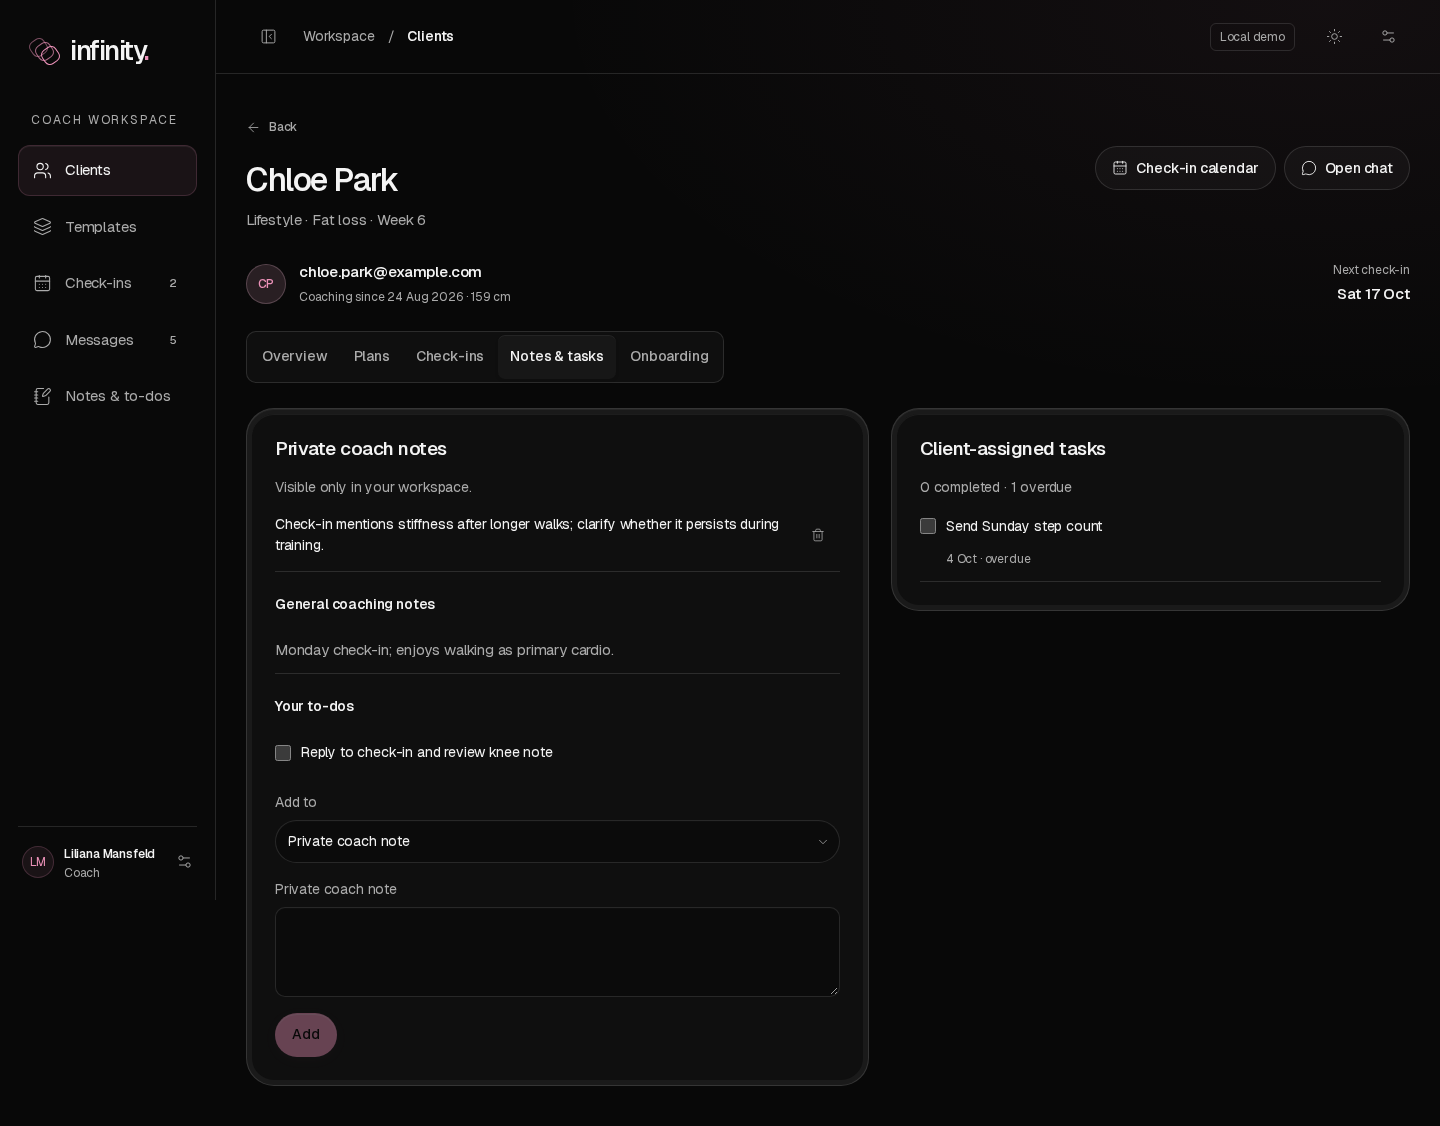 infinity.
COACH WORKSPACE
Clients
Templates
Check-ins 2
Messages 5
Notes & to-dos
LM
Liliana Mansfeld
Coach
Workspace / Clients
Local demo
Back
Chloe Park
Lifestyle · Fat loss · Week 6
Check-in calendar
Open chat
CP
chloe.park@example.com
Coaching since 24 Aug 2026 · 159 cm
Next check-in
Sat 17 Oct
Overview Plans Check-ins Notes & tasks Onboarding
Private coach notes
Visible only in your workspace.
Check-in mentions stiffness after longer walks; clarify whether it persists during
training.
General coaching notes
Monday check-in; enjoys walking as primary cardio.
Your to-dos
Reply to check-in and review knee note
Add to
Private coach note
Private coach note
Add
Client-assigned tasks
0 completed · 1 overdue
Send Sunday step count
4 Oct · overdue